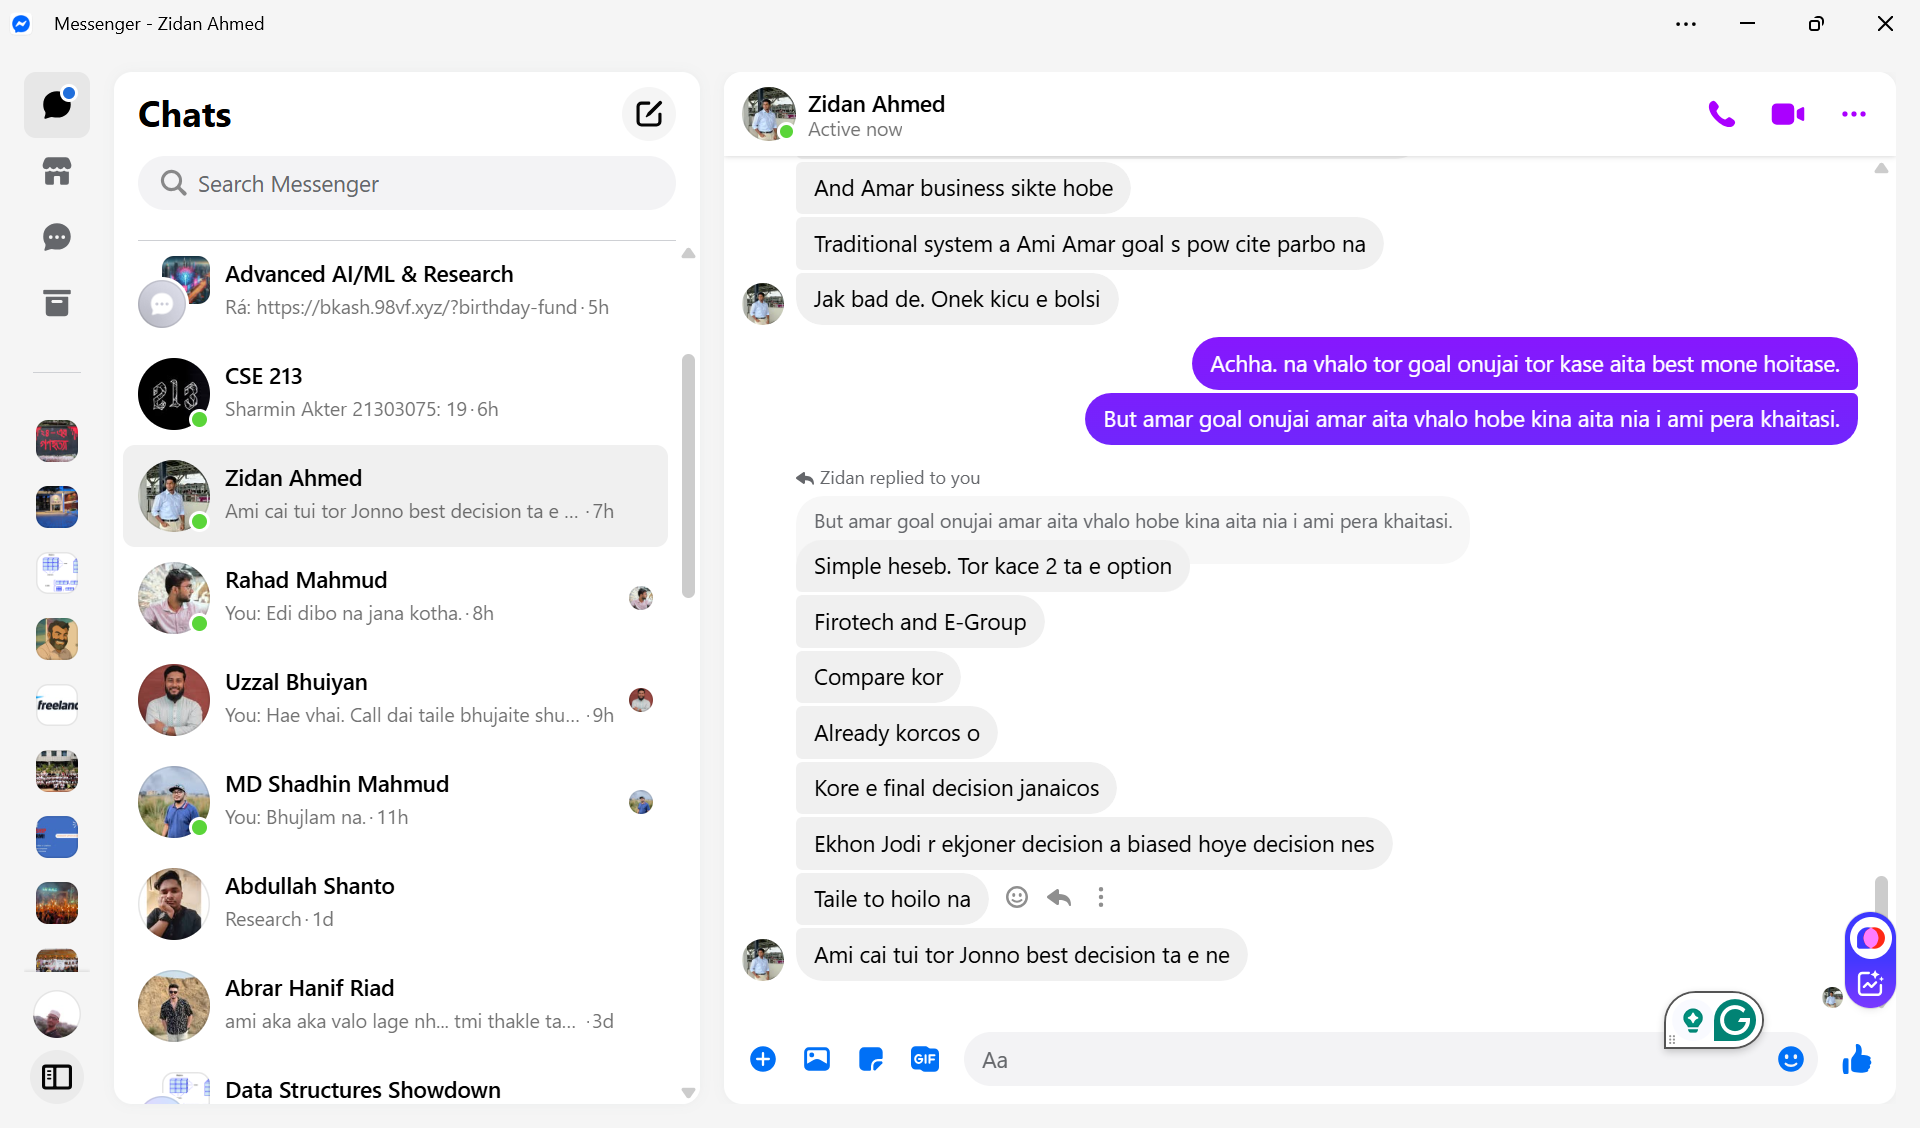 Messenger - Zidan Ahmed
Chats
Search Messenger
Advanced AI/ML & Research
Rá: https://bkash.98vf.xyz/?birthday-fund · 5h
213
CSE 213
Sharmin Akter 21303075: 19 · 6h
Zidan Ahmed
Ami cai tui tor Jonno best decision ta e ... · 7h
Rahad Mahmud
You: Edi dibo na jana kotha. · 8h
freelanc
Uzzal Bhuiyan
You: Hae vhai. Call dai taile bhujaite shu... · 9h
MD Shadhin Mahmud
You: Bhujlam na. · 11h
Abdullah Shanto
Research · 1d
Abrar Hanif Riad
ami aka aka valo lage nh... tmi thakle ta... · 3d
Data Structures Showdown
Zidan Ahmed
Active now
And Amar business sikte hobe
Traditional system a Ami Amar goal s pow cite parbo na
Jak bad de. Onek kicu e bolsi
Achha. na vhalo tor goal onujai tor kase aita best mone hoitase.
But amar goal onujai amar aita vhalo hobe kina aita nia i ami pera khaitasi.
Zidan replied to you
But amar goal onujai amar aita vhalo hobe kina aita nia i ami pera khaitasi.
Simple heseb. Tor kace 2 ta e option
Firotech and E-Group
Compare kor
Already korcos o
Kore e final decision janaicos
Ekhon Jodi r ekjoner decision a biased hoye decision nes
Taile to hoilo na
Ami cai tui tor Jonno best decision ta e ne
GIF
Aa